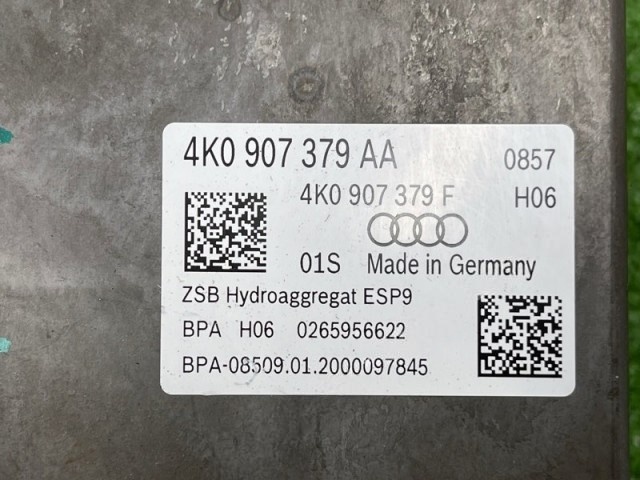 4K0 907 379 AA 0857
4K0 907 379 F H06
01S Made in Germany
ZSB Hydroaggregat ESP9
BPA H06 0265956622
BPA-08509.01.2000097845